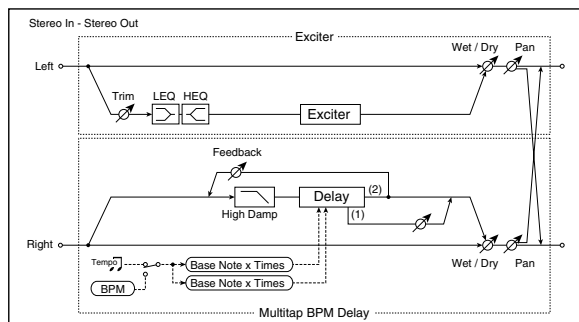 Stereo In - Stereo Out
Exciter
Wet / Dry Pan
Left
Trim LEQ HEQ
Exciter
Feedback
Delay (2)
(1)
High Damp
Right
Wet / Dry Pan
Tempo
Base Note x Times
BPM
Base Note x Times
Multitap BPM Delay